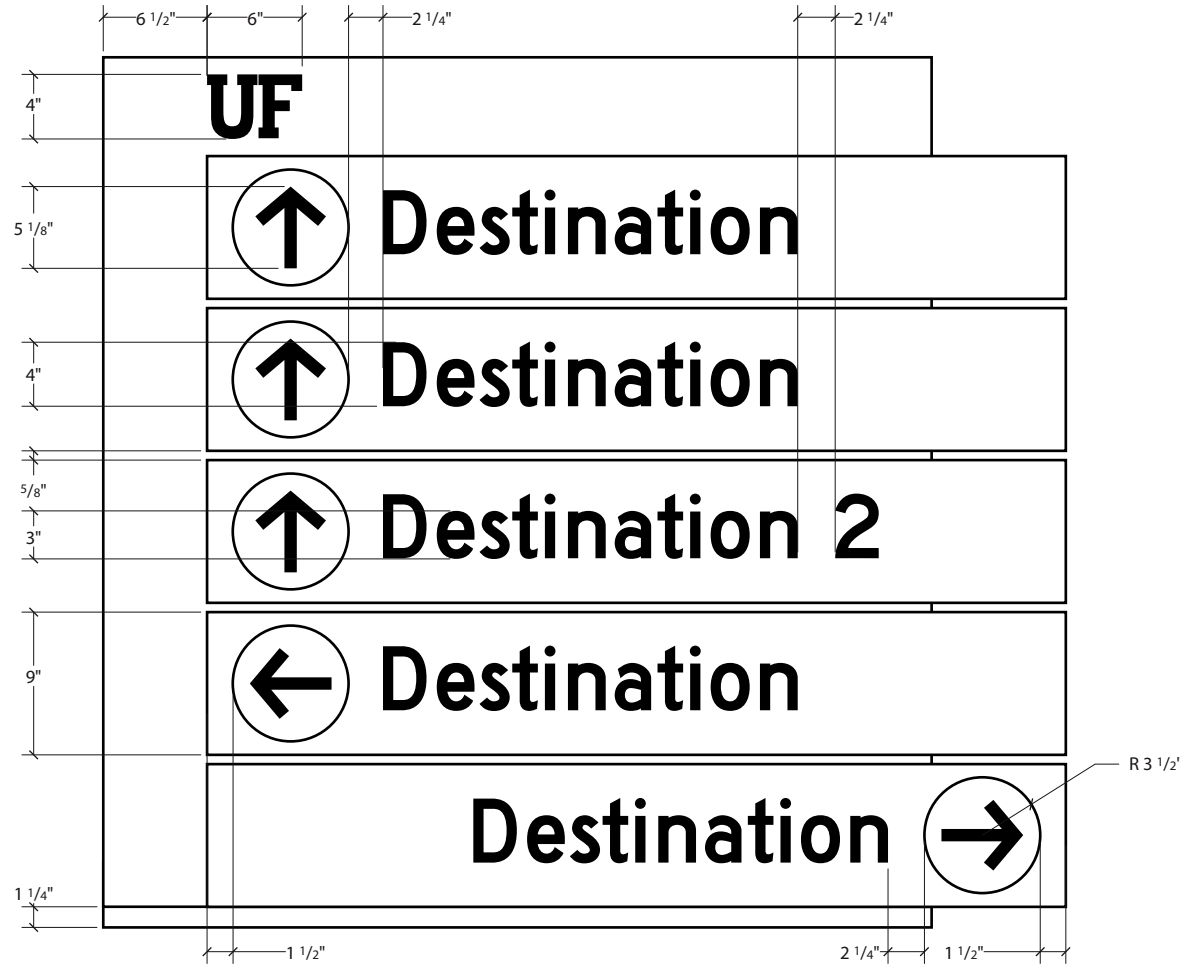 6 1/2" 6" 2 1/4" 2 1/4"
4"
UF
5 1/8"
Destination
4"
Destination
5/8"
3"
Destination 2
9"
Destination
R 3 1/2'
Destination
1 1/4"
1 1/2" 2 1/4" 1 1/2"